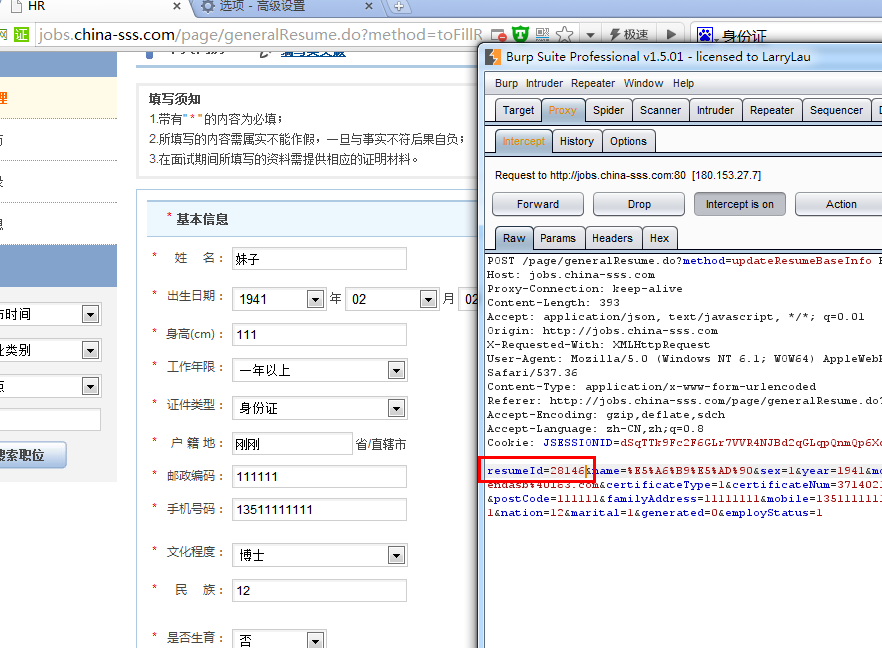 HR
选项 - 高级设置
证 jobs.china-sss.com/page/generalResume.do?method=toFillR
极速
身份证
填写须知
1.带有" * "的内容为必填；
2.所填写的内容需属实不能作假，一旦与事实不符后果自负；
3.在面试期间所填写的资料需提供相应的证明材料。
* 基本信息
* 姓 名： 妹子
* 出生日期： 1941 年 02 月 02
* 身高(cm)： 111
* 工作年限： 一年以上
* 证件类型： 身份证
* 户 籍 地： 刚刚 省/直辖市
* 邮政编码： 111111
* 手机号码： 13511111111
* 文化程度： 博士
* 民 族： 12
* 是否生育： 否
理
息
市时间
类别
点
搜索职位
Burp Suite Professional v1.5.01 - licensed to LarryLau
Burp Intruder Repeater Window Help
Target Proxy Spider Scanner Intruder Repeater Sequencer
Intercept History Options
Request to http://jobs.china-sss.com:80 [180.153.27.7]
Forward Drop Intercept is on Action
Raw Params Headers Hex
POST /page/generalResume.do?method=updateResumeBaseInfo
Host: jobs.china-sss.com
Proxy-Connection: keep-alive
Content-Length: 393
Accept: application/json, text/javascript, */*; q=0.01
Origin: http://jobs.china-sss.com
X-Requested-With: XMLHttpRequest
User-Agent: Mozilla/5.0 (Windows NT 6.1; WOW64) AppleWebK
Safari/537.36
Content-Type: application/x-www-form-urlencoded
Referer: http://jobs.china-sss.com/page/generalResume.do?
Accept-Encoding: gzip,deflate,sdch
Accept-Language: zh-CN,zh;q=0.8
Cookie: JSESSIONID=dSqTTk9Fc2F6GLr7VVR4NJBd2qGLqpQnmQp6X
resumeId=28146&name=%E5%A6%B9%E5%AD%90&sex=1&year=1941&mo
endasb%40163.com&certificateType=1&certificateNum=371402
&postCode=111111&familyAddress=11111111&mobile=135111111
1&nation=12&marital=1&generated=0&employStatus=1